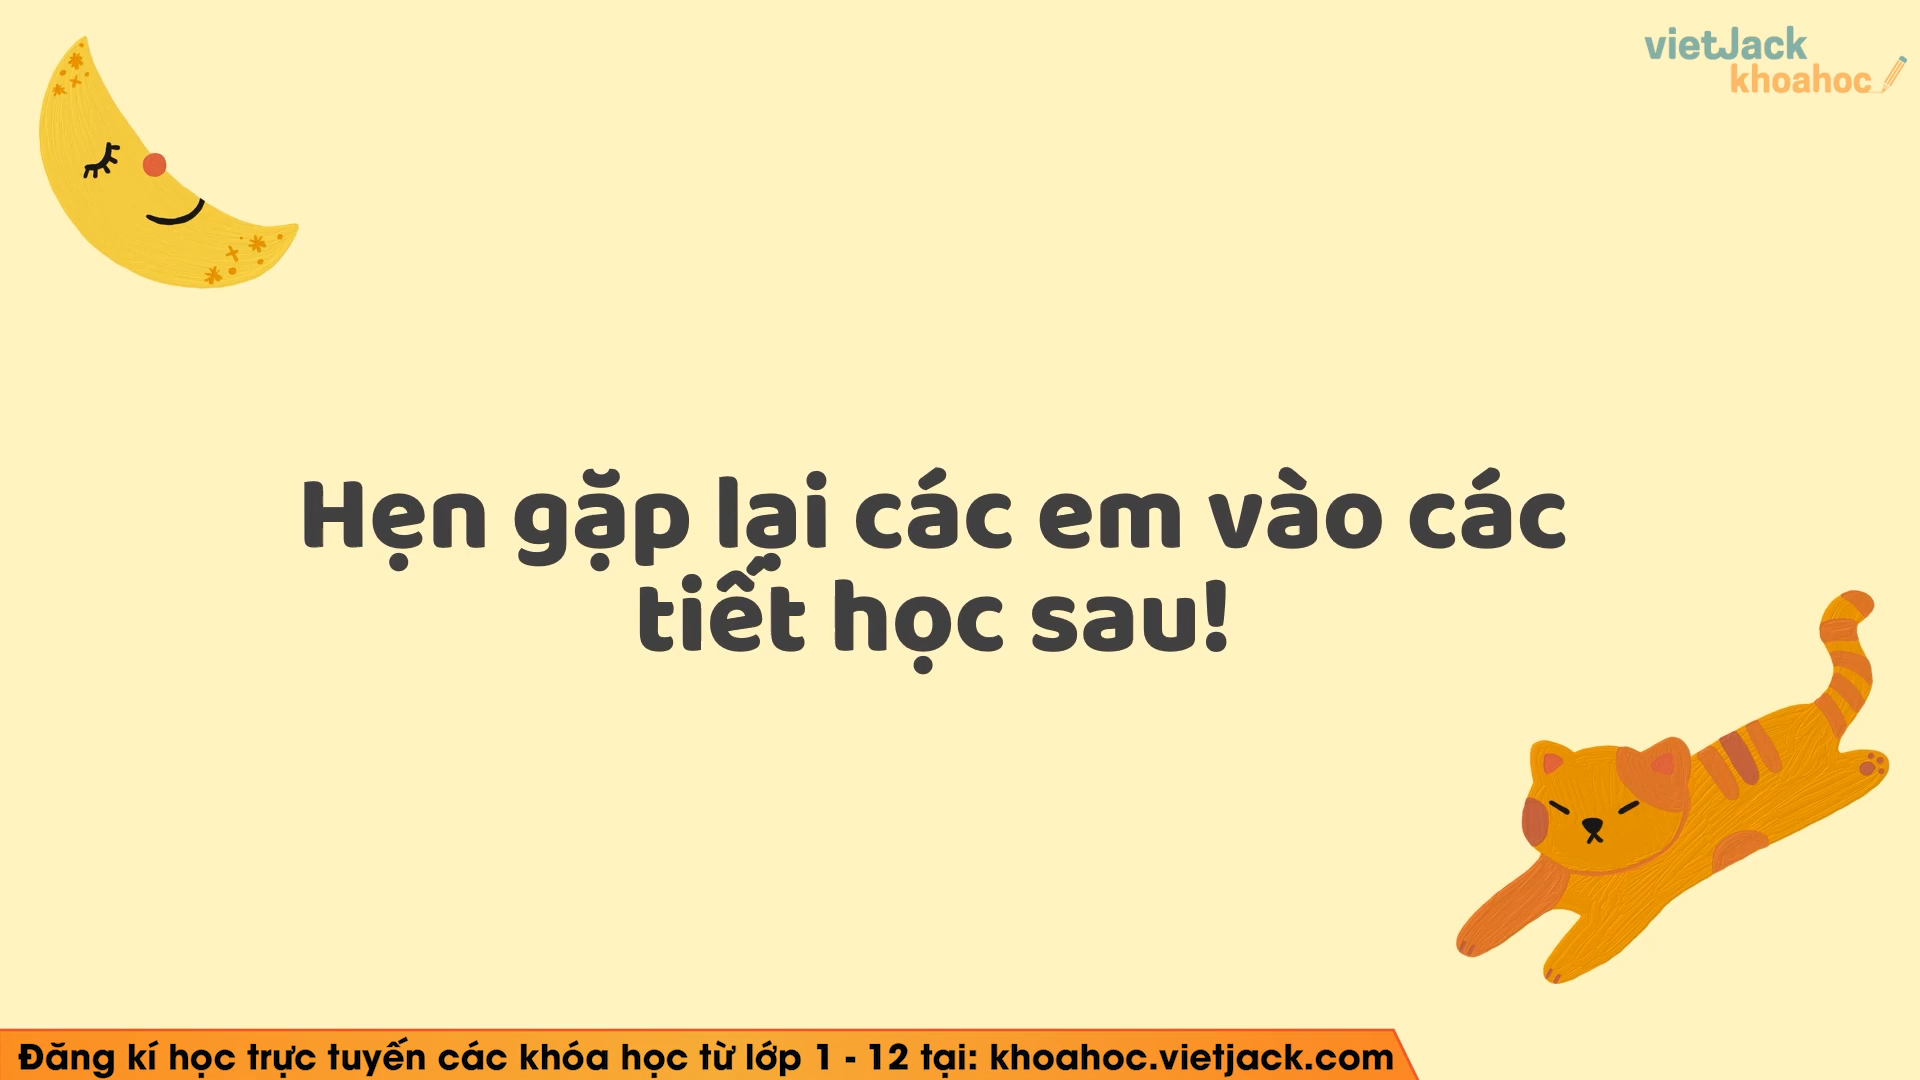 vietJack
khoahoc
Hẹn gặp lại các em vào các
tiết học sau!
Đăng kí học trực tuyến các khóa học từ lớp 1 - 12 tại: khoahoc.vietjack.com